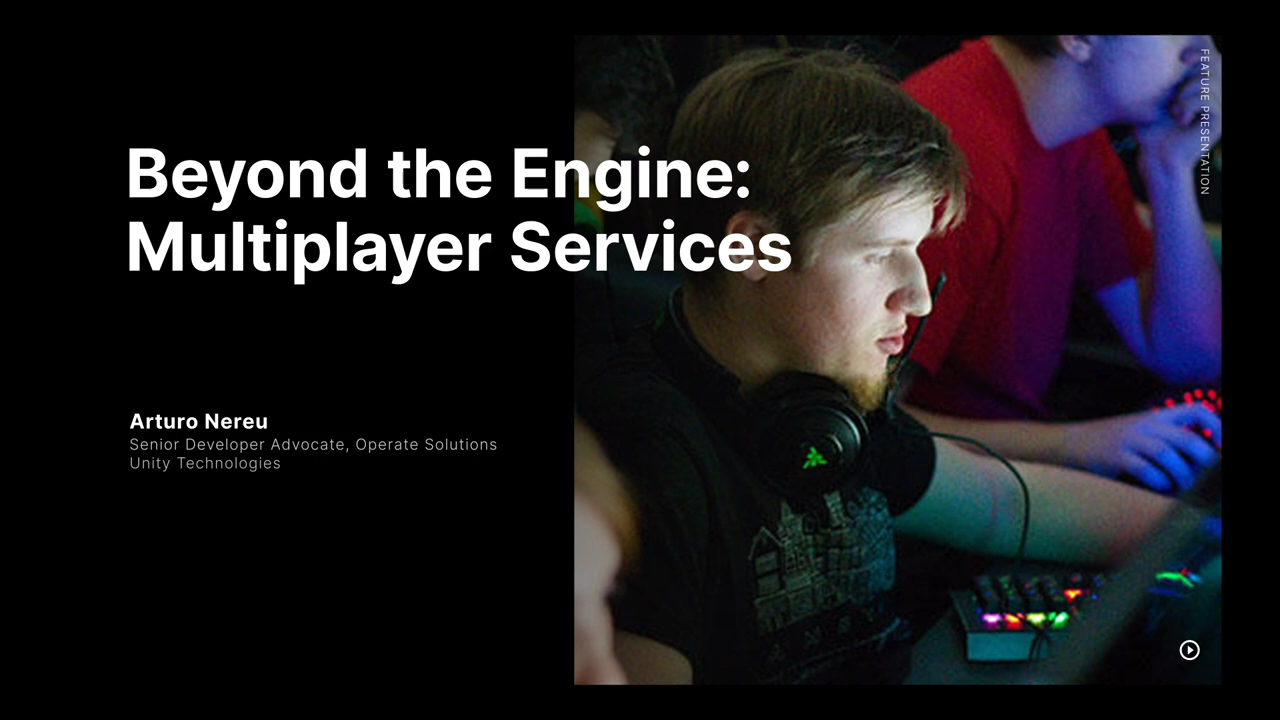 Beyond the Engine:
Multiplayer Services
Arturo Nereu
Senior Developer Advocate, Operate Solutions
Unity Technologies
FEATURE PRESENTATION